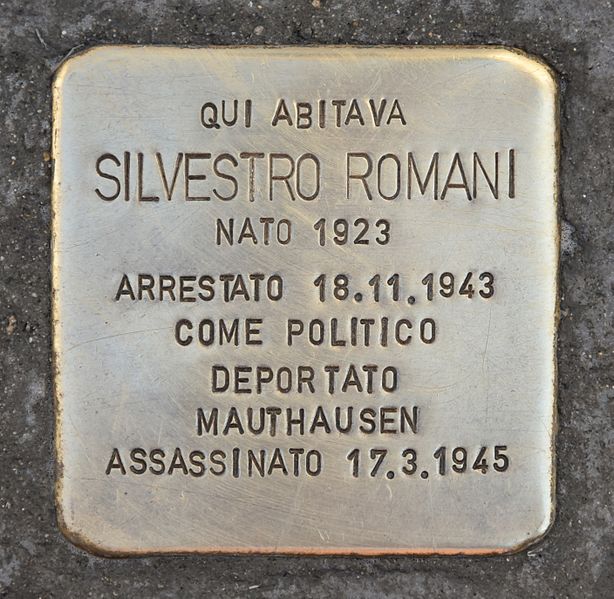 QUI ABITAVA
SILVESTRO ROMANI
NATO 1923
ARRESTATO 18.11.1943
COME POLITICO
DEPORTATO
MAUTHAUSEN
ASSASSINATO 17.3.1945